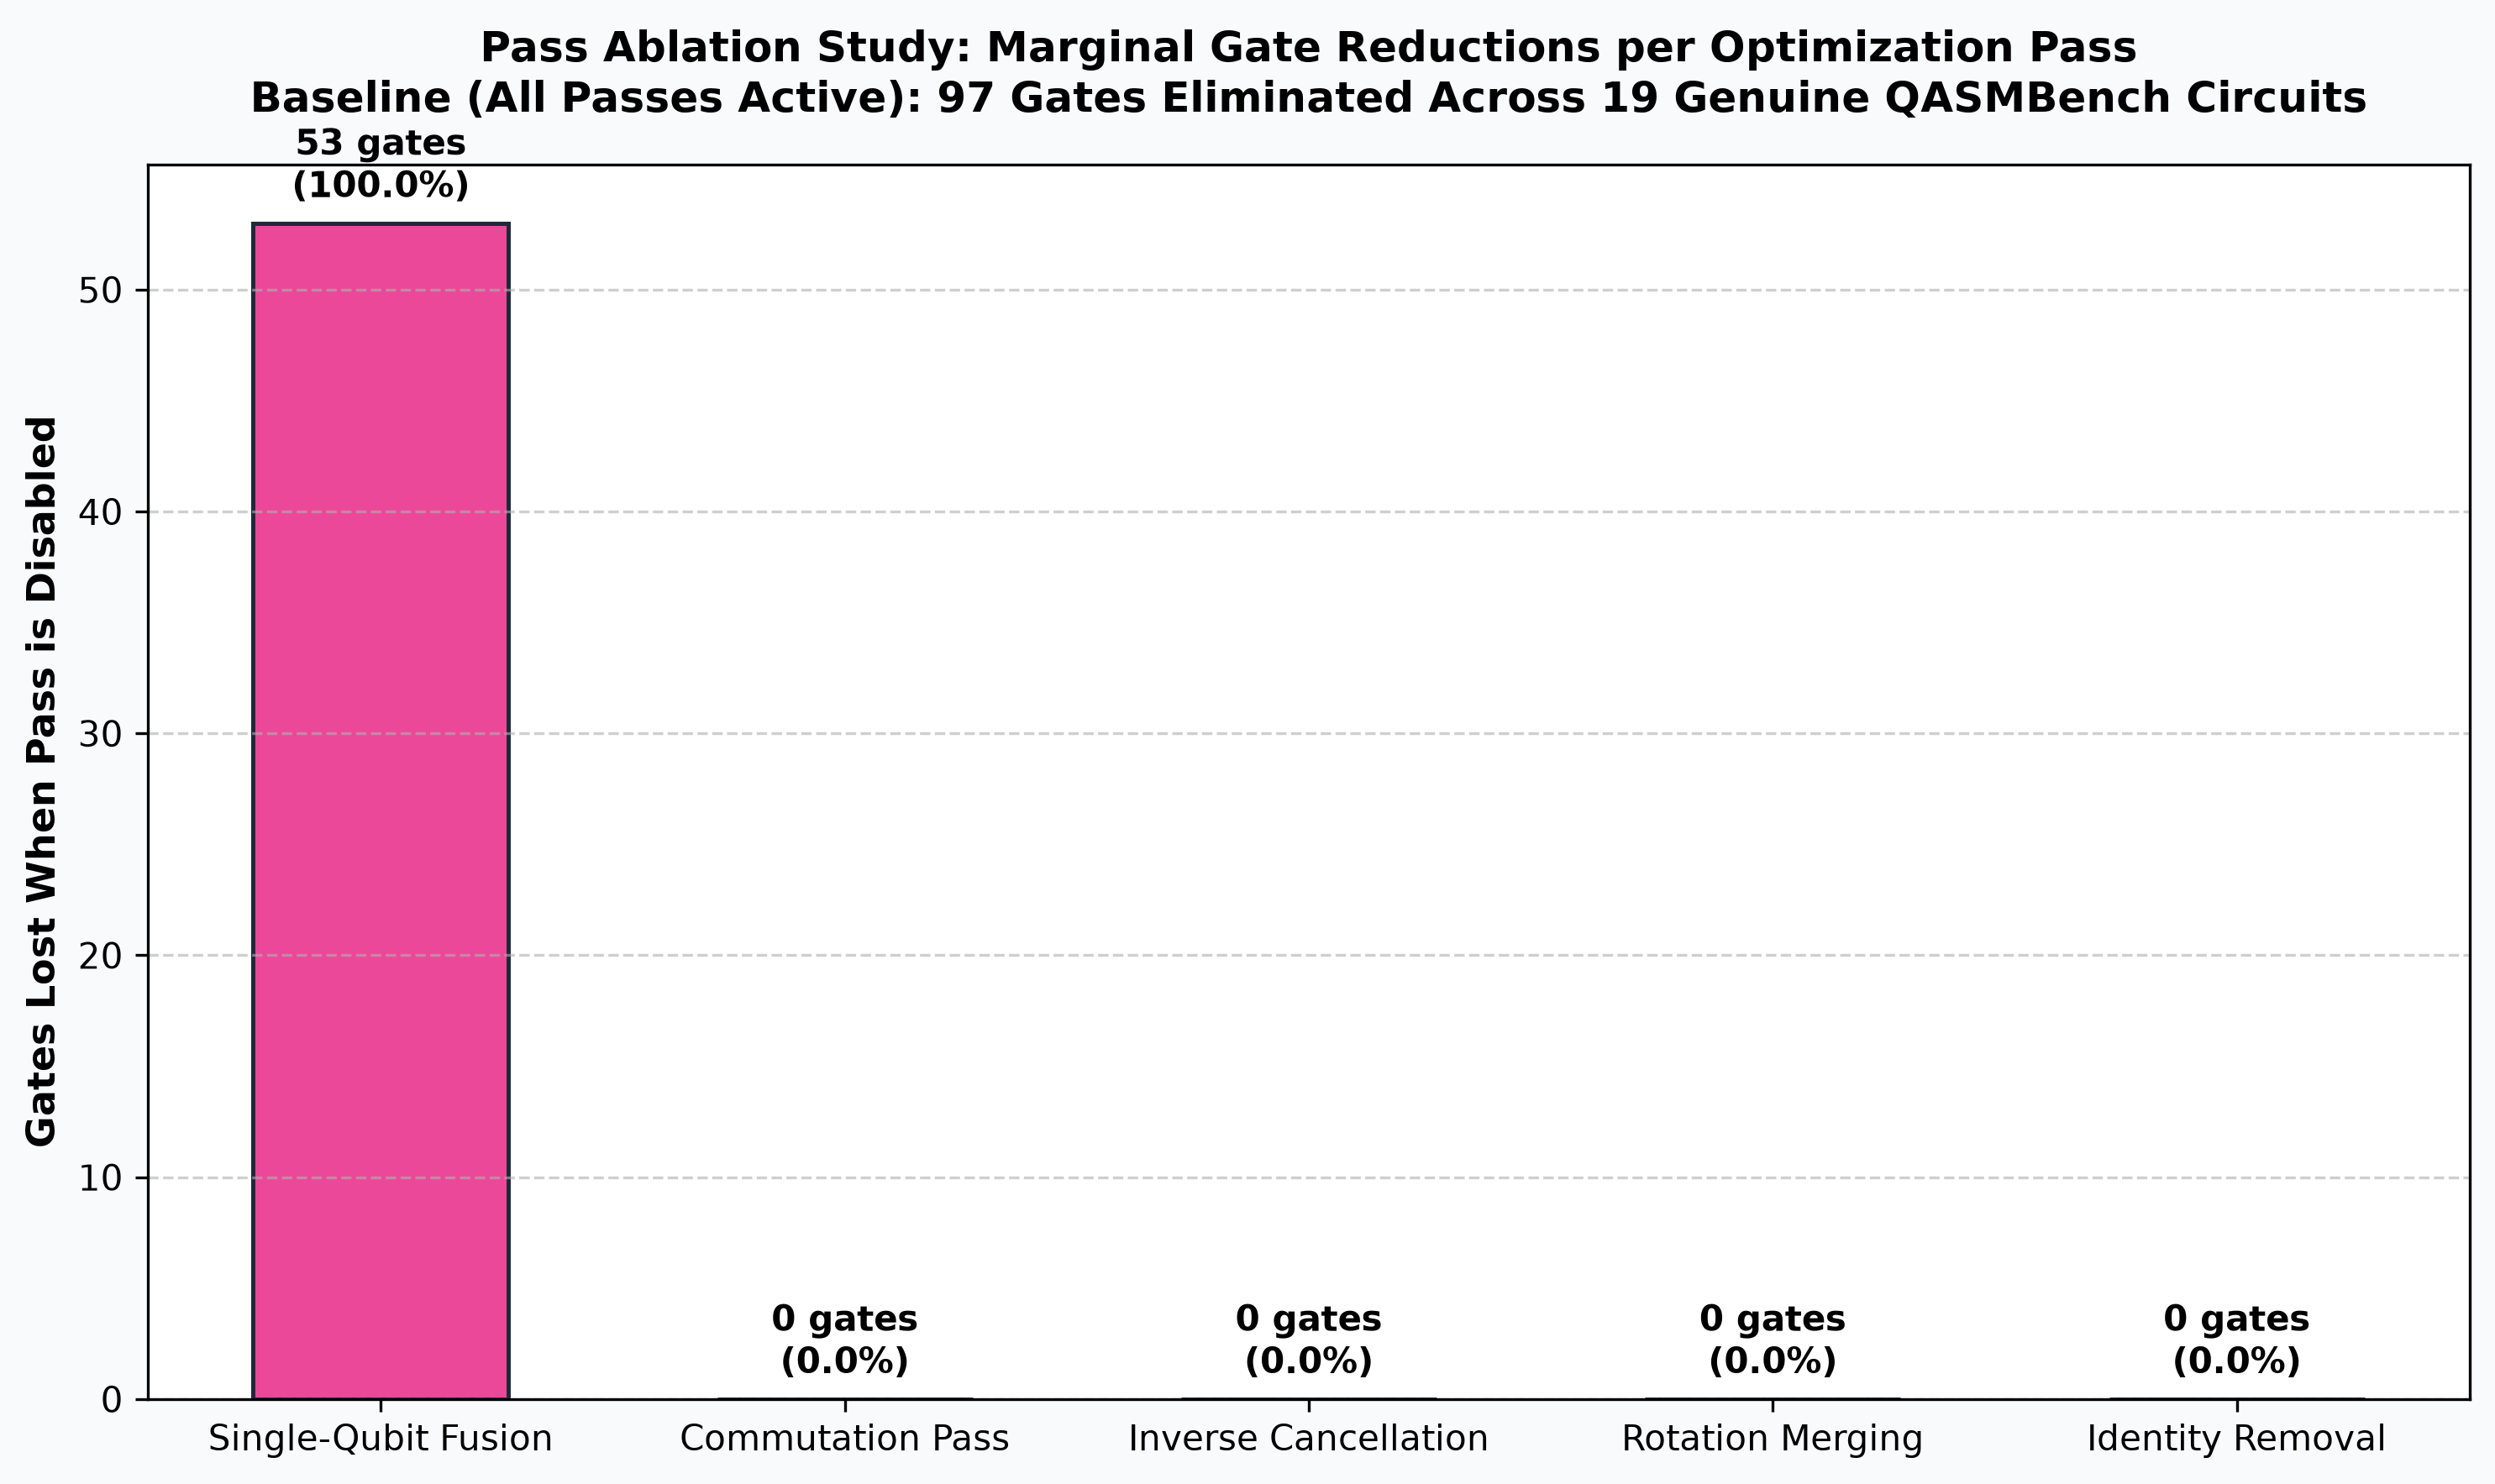 Pass Ablation Study: Marginal Gate Reductions per Optimization Pass
Baseline (All Passes Active): 97 Gates Eliminated Across 19 Genuine QASMBench Circuits
53 gates
(100.0%)
Gates Lost When Pass is Disabled
50
40
30
20
10
0
0 gates
(0.0%)
0 gates
(0.0%)
0 gates
(0.0%)
0 gates
(0.0%)
Single-Qubit Fusion
Commutation Pass
Inverse Cancellation
Rotation Merging
Identity Removal